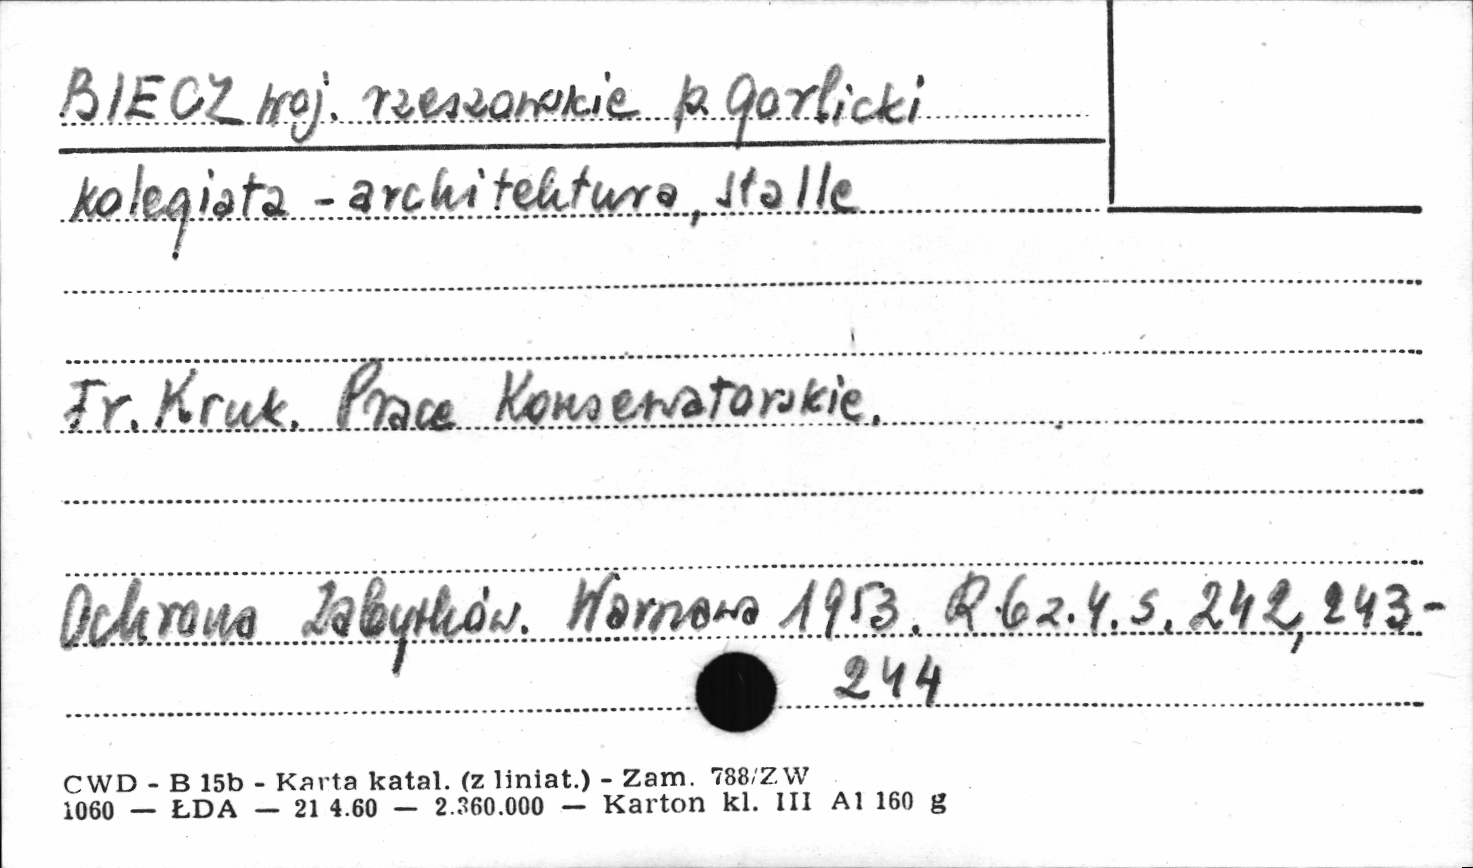 BIECZ woj. rzeszowskie p. Gorlicki
kolegiata - architektura, stalle
Fr. Kruk. Prace Konserwatorskie.
Ochrona Zabytków. Warszawa 1953. R. 6 z. 4. s. 242, 243-
244
CWD - B 15b - Karta katal. (z liniat.) - Zam. 788/ZW
1060 — ŁDA — 21 4.60 — 2.360.000 — Karton kl. III A1 160 g